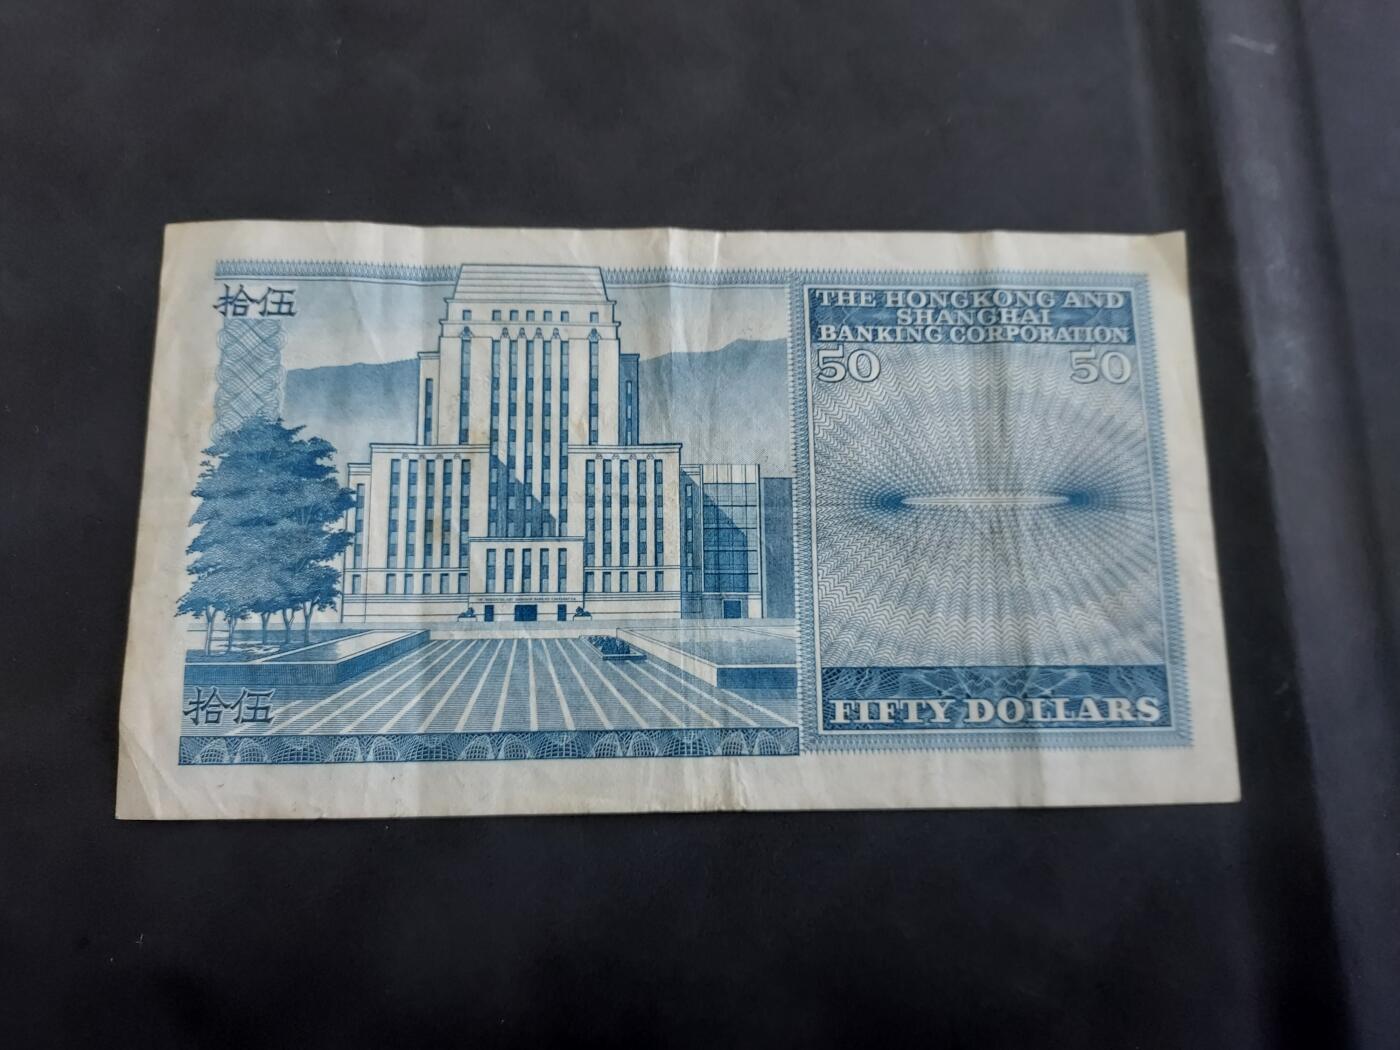 拾伍
THE HONGKONG AND
SHANGHAI
BANKING CORPORATION
50 50
拾伍
FIFTY DOLLARS